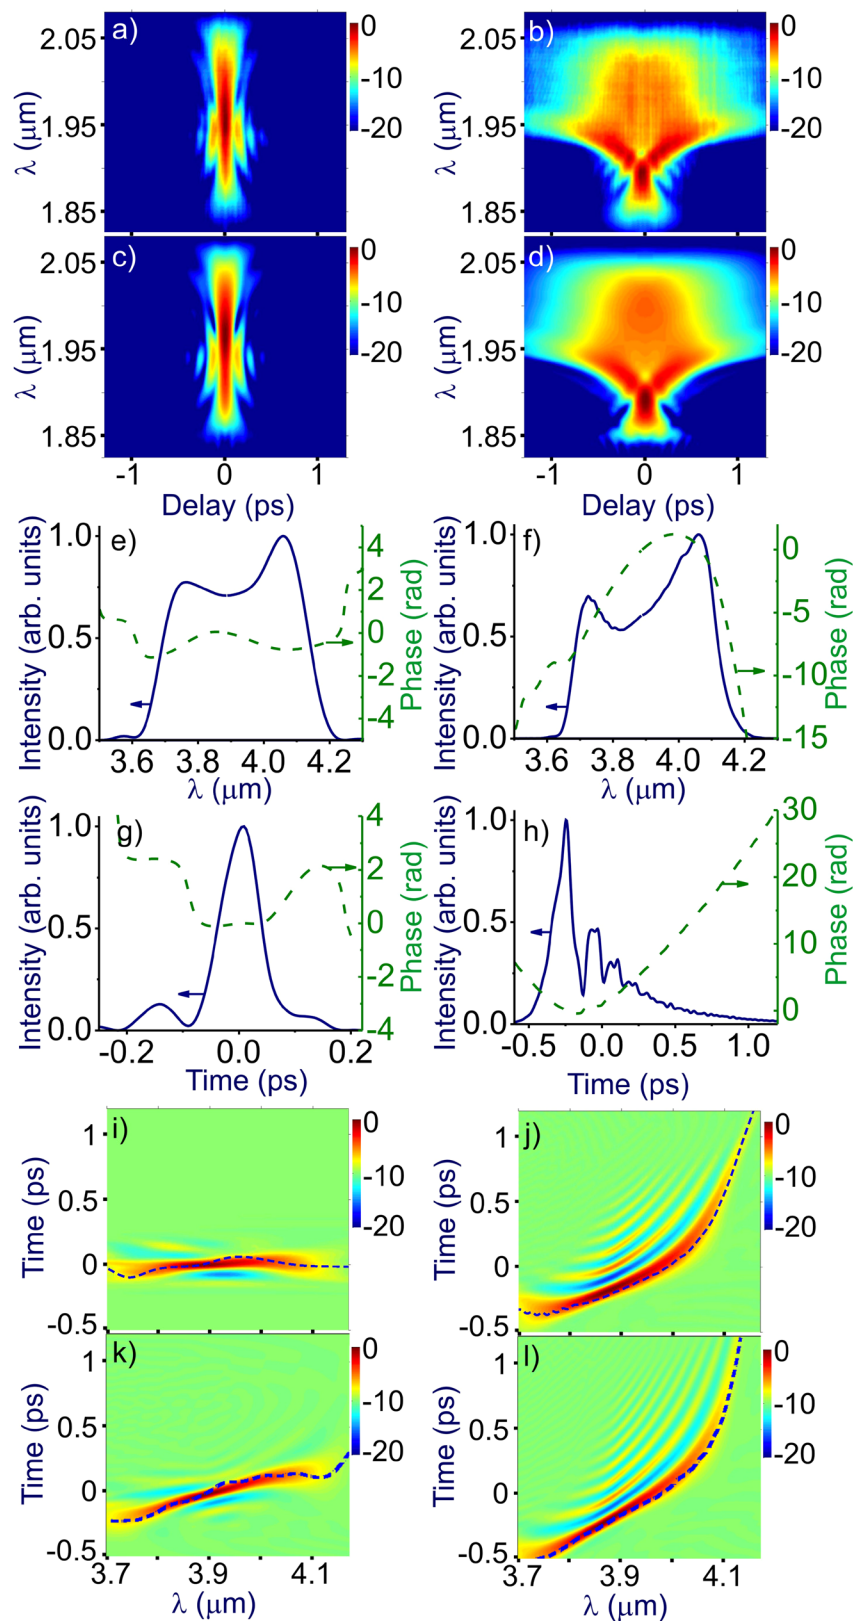 a)
2.05
1.95
1.85
λ (μm)
0
-10
-20
b)
2.05
1.95
1.85
λ (μm)
0
-10
-20
c)
2.05
1.95
1.85
λ (μm)
0
-10
-20
-1 0 1
Delay (ps)
d)
2.05
1.95
1.85
λ (μm)
0
-10
-20
-1 0 1
Delay (ps)
e)
Intensity (arb. units)
1.0
0.5
0.0
3.6 4.0 4.2
λ (μm)
4
2
0
-2
-4
Phase (rad)
f)
Intensity (arb. units)
1.0
0.5
0.0
3.6 3.8 4.0 4.2
λ (μm)
0
-5
-10
-15
Phase (rad)
g)
Intensity (arb. units)
1.0
0.5
0.0
-0.2 0.0 0.2
Time (ps)
4
2
0
-2
-4
Phase (rad)
h)
Intensity (arb. units)
1.0
0.5
0.0
-0.5 0.0 0.5 1.0
Time (ps)
30
20
10
0
Phase (rad)
i)
Time (ps)
1
0.5
0
-0.5
0
-10
-20
j)
Time (ps)
1
0.5
0
-0.5
0
-10
-20
k)
Time (ps)
1
0.5
0
-0.5
3.7 3.9 4.1
λ (μm)
0
-10
-20
l)
Time (ps)
1
0.5
0
-0.5
3.7 3.9 4.1
λ (μm)
0
-10
-20